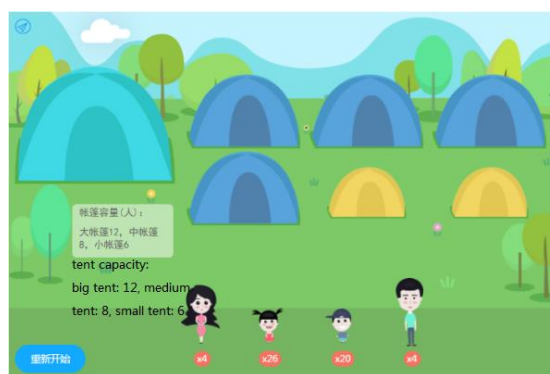 帐篷容量(人)：
大帐篷12，中帐篷
8，小帐篷6
tent capacity:
big tent: 12, medium
tent: 8, small tent: 6
x4
x26
x20
x4
重新开始